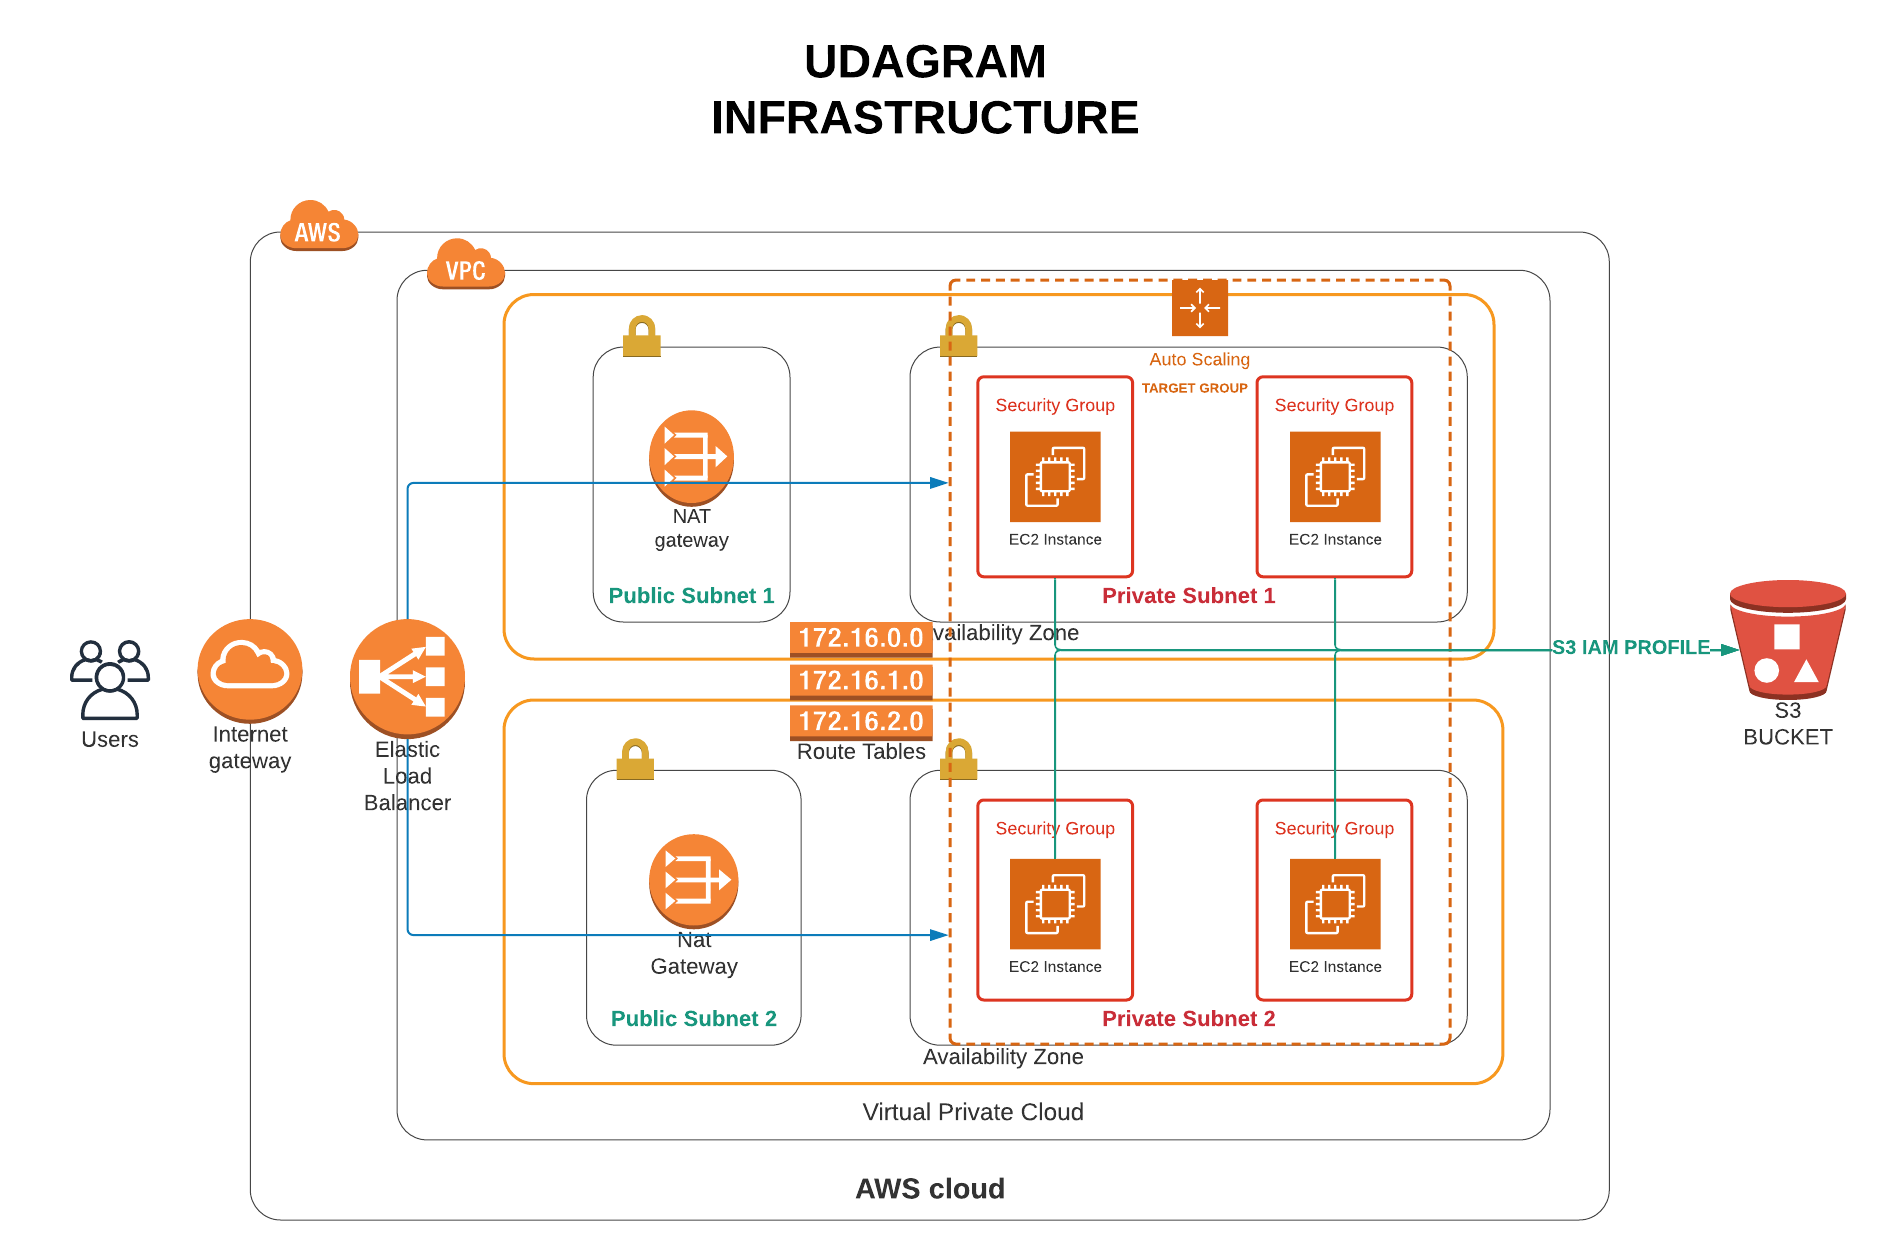 UDAGRAM
INFRASTRUCTURE
AWS
VPC
Auto Scaling
TARGET GROUP
Security Group
Security Group
EC2 Instance
EC2 Instance
NAT
gateway
Public Subnet 1
Private Subnet 1
172.16.0.0
vailability Zone
172.16.1.0
172.16.2.0
Route Tables
S3 IAM PROFILE
S3
BUCKET
Users
Internet
gateway
Elastic
Load
Balancer
Security Group
Security Group
EC2 Instance
EC2 Instance
Nat
Gateway
Public Subnet 2
Private Subnet 2
Availability Zone
Virtual Private Cloud
AWS cloud